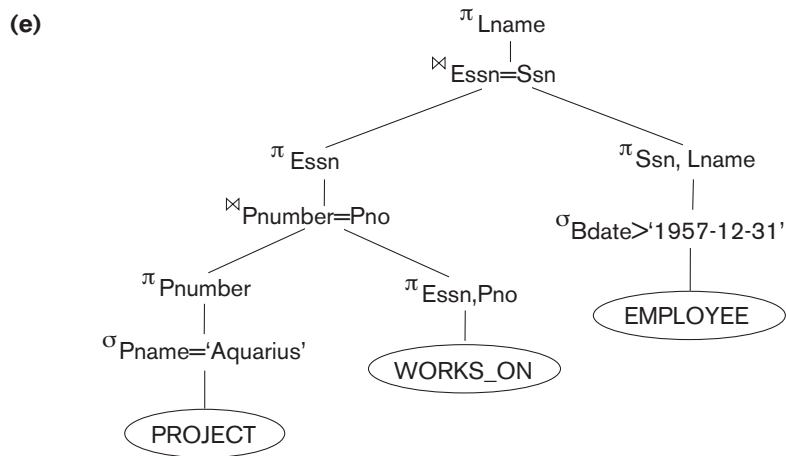 (e)
π Lname
⋈ Essn=Ssn
π Essn
π Ssn, Lname
⋈ Pnumber=Pno
σ Bdate>‘1957-12-31’
π Pnumber
π Essn,Pno
EMPLOYEE
σ Pname=‘Aquarius’
WORKS_ON
PROJECT